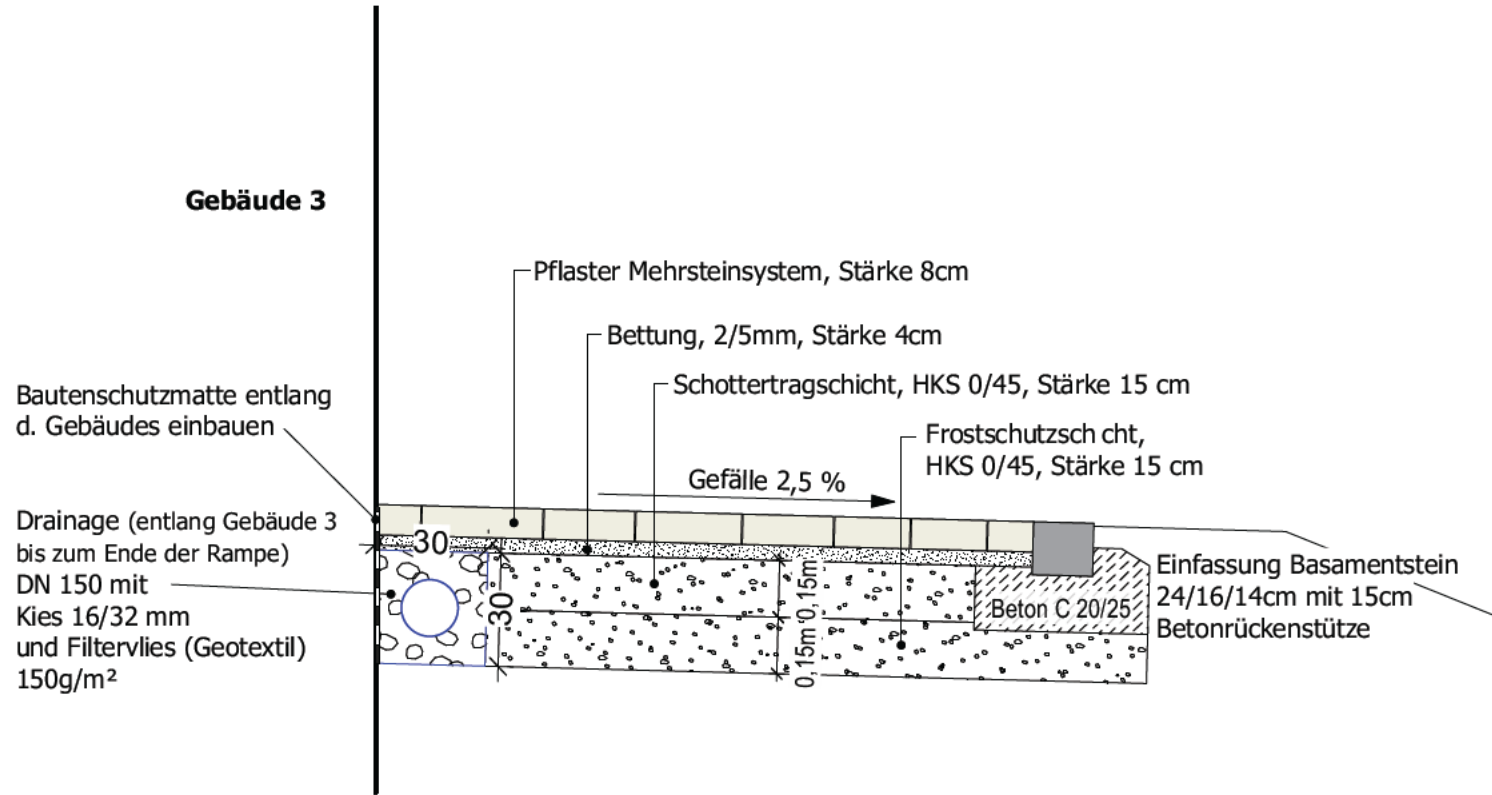 Gebäude 3
Pflaster Mehrsteinsystem, Stärke 8cm
Bettung, 2/5mm, Stärke 4cm
Schottertragschicht, HKS 0/45, Stärke 15 cm
Frostschutzsch cht,
HKS 0/45, Stärke 15 cm
Gefälle 2,5 %
Bautenschutzmatte entlang
d. Gebäudes einbauen
Drainage (entlang Gebäude 3
bis zum Ende der Rampe)
DN 150 mit
Kies 16/32 mm
und Filtervlies (Geotextil)
150g/m²
30
30
0,15m
0,15m
Beton C 20/25
Einfassung Basamentstein
24/16/14cm mit 15cm
Betonrückenstütze